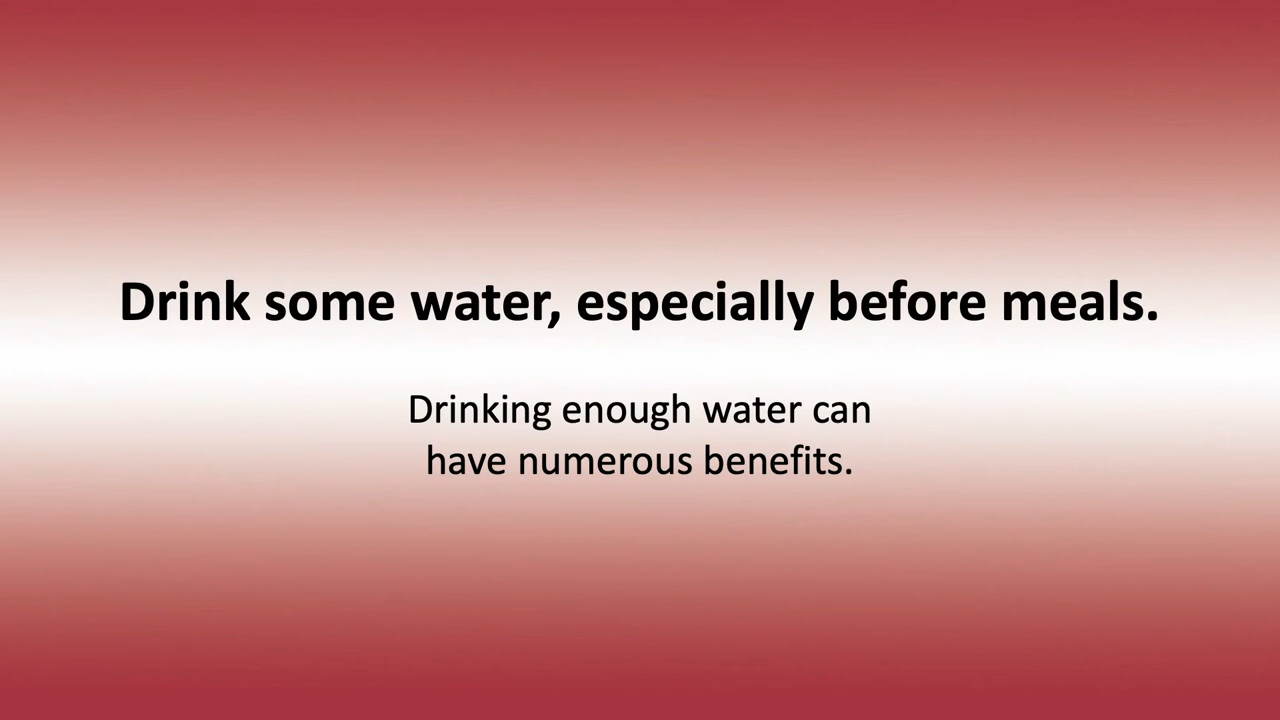 Drink some water, especially before meals.
Drinking enough water can
have numerous benefits.